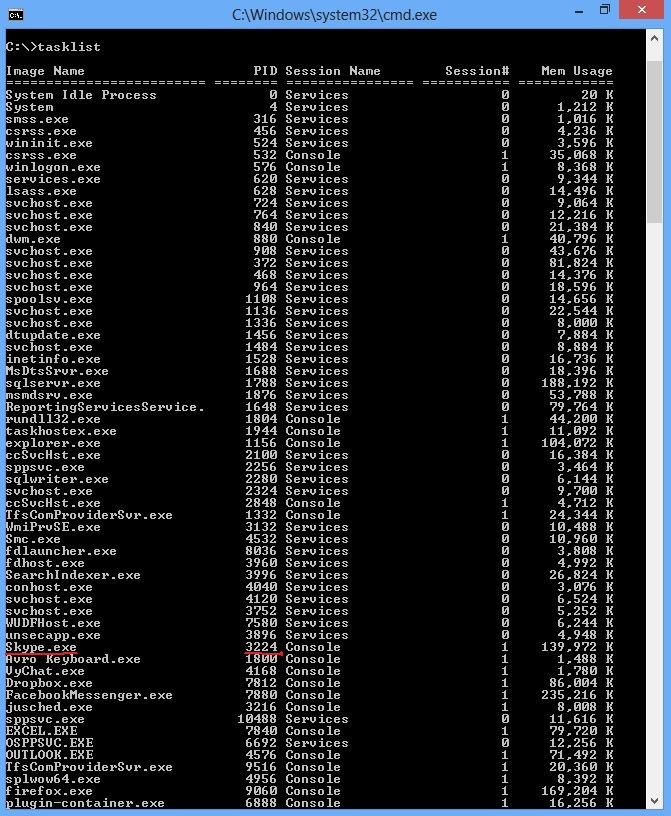 C:\Windows\system32\cmd.exe
C:\>tasklist
Image Name PID Session Name Session# Mem Usage
========================= ======== ================ =========== ============
System Idle Process 0 Services 0 20 K
System 4 Services 0 1,212 K
smss.exe 316 Services 0 1,016 K
csrss.exe 456 Services 0 4,236 K
wininit.exe 524 Services 0 3,596 K
csrss.exe 532 Console 1 35,068 K
winlogon.exe 576 Console 1 8,368 K
services.exe 620 Services 0 9,344 K
lsass.exe 628 Services 0 14,496 K
svchost.exe 724 Services 0 9,064 K
svchost.exe 764 Services 0 12,216 K
svchost.exe 840 Services 0 21,384 K
dwm.exe 880 Console 1 40,796 K
svchost.exe 908 Services 0 43,676 K
svchost.exe 372 Services 0 81,824 K
svchost.exe 468 Services 0 14,376 K
svchost.exe 964 Services 0 18,596 K
spoolsv.exe 1108 Services 0 14,656 K
svchost.exe 1136 Services 0 22,544 K
svchost.exe 1336 Services 0 8,000 K
dtupdate.exe 1456 Services 0 7,884 K
svchost.exe 1484 Services 0 8,884 K
inetinfo.exe 1528 Services 0 16,736 K
MsDtsSrvr.exe 1688 Services 0 18,396 K
sqlservr.exe 1788 Services 0 188,192 K
msmdsrv.exe 1876 Services 0 53,788 K
ReportingServicesService. 1648 Services 0 79,764 K
rundll32.exe 1804 Console 1 44,200 K
taskhostex.exe 1944 Console 1 11,092 K
explorer.exe 1156 Console 1 104,072 K
ccSvcHst.exe 2100 Services 0 16,384 K
sppsvc.exe 2256 Services 0 3,464 K
sqlwriter.exe 2280 Services 0 6,144 K
svchost.exe 2324 Services 0 9,700 K
ccSvcHst.exe 2848 Console 1 4,712 K
TfsComProviderSvr.exe 1332 Console 1 24,344 K
WmiPrvSE.exe 3132 Services 0 10,488 K
Smc.exe 4532 Services 0 10,960 K
fdlauncher.exe 8036 Services 0 3,808 K
fdhost.exe 3960 Services 0 4,992 K
SearchIndexer.exe 3996 Services 0 26,824 K
conhost.exe 4040 Services 0 3,076 K
svchost.exe 4120 Services 0 6,524 K
svchost.exe 3752 Services 0 5,252 K
WUDFHost.exe 7580 Services 0 6,244 K
unsecapp.exe 3896 Services 0 4,948 K
Skype.exe 3224 Console 1 139,972 K
Avro Keyboard.exe 1800 Console 1 1,488 K
VyChat.exe 4168 Console 1 1,780 K
Dropbox.exe 7812 Console 1 86,004 K
FacebookMessenger.exe 7880 Console 1 235,216 K
jusched.exe 3216 Console 1 8,008 K
sppsvc.exe 10488 Services 0 11,616 K
EXCEL.EXE 7840 Console 1 79,720 K
OSPPSVC.EXE 6692 Services 0 12,256 K
OUTLOOK.EXE 4576 Console 1 71,492 K
TfsComProviderSvr.exe 9516 Console 1 20,360 K
splwow64.exe 4956 Console 1 8,392 K
firefox.exe 9060 Console 1 169,204 K
plugin-container.exe 6888 Console 1 16,256 K